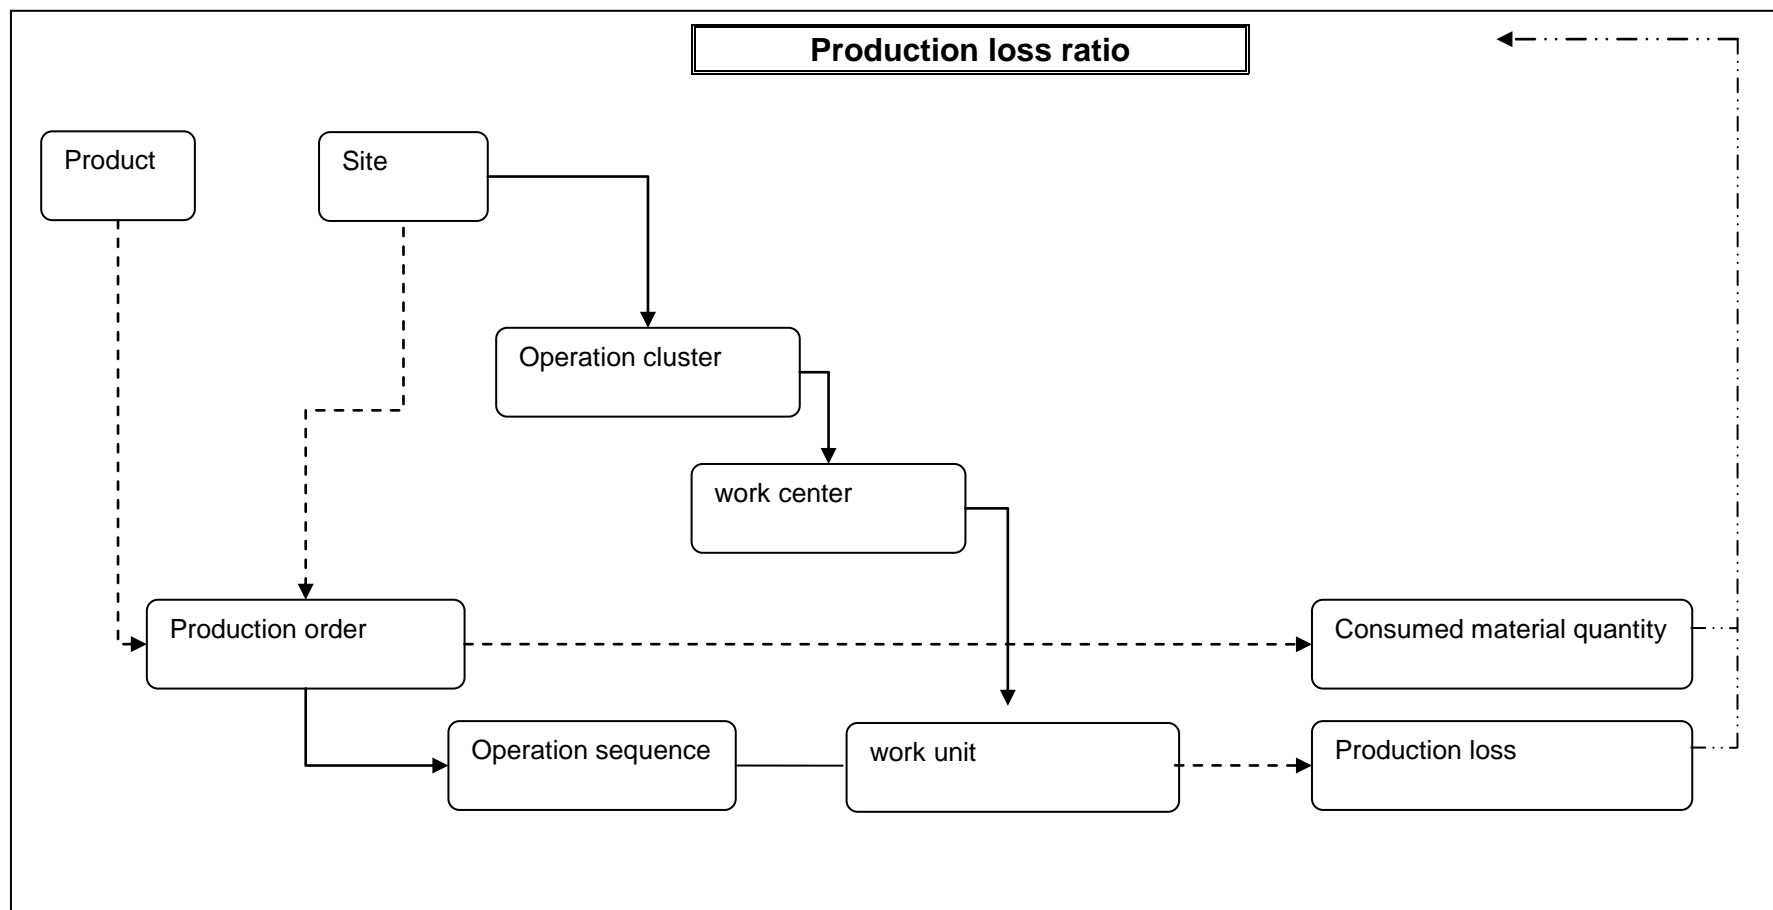 Production loss ratio
Product
Site
Operation cluster
work center
Production order
Consumed material quantity
Operation sequence
work unit
Production loss